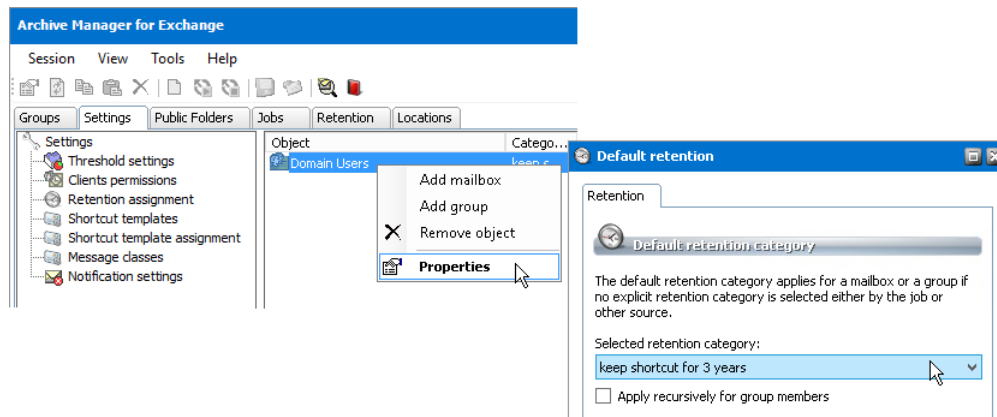 Archive Manager for Exchange
Session View Tools Help
Groups Settings Public Folders Jobs Retention Locations
Settings
Threshold settings
Clients permissions
Retention assignment
Shortcut templates
Shortcut template assignment
Message classes
Notification settings
Object Catego...
Domain Users keep s
Add mailbox
Add group
Remove object
Properties
Default retention
Retention
Default retention category
The default retention category applies for a mailbox or a group if
no explicit retention category is selected either by the job or
other source.
Selected retention category:
keep shortcut for 3 years
Apply recursively for group members